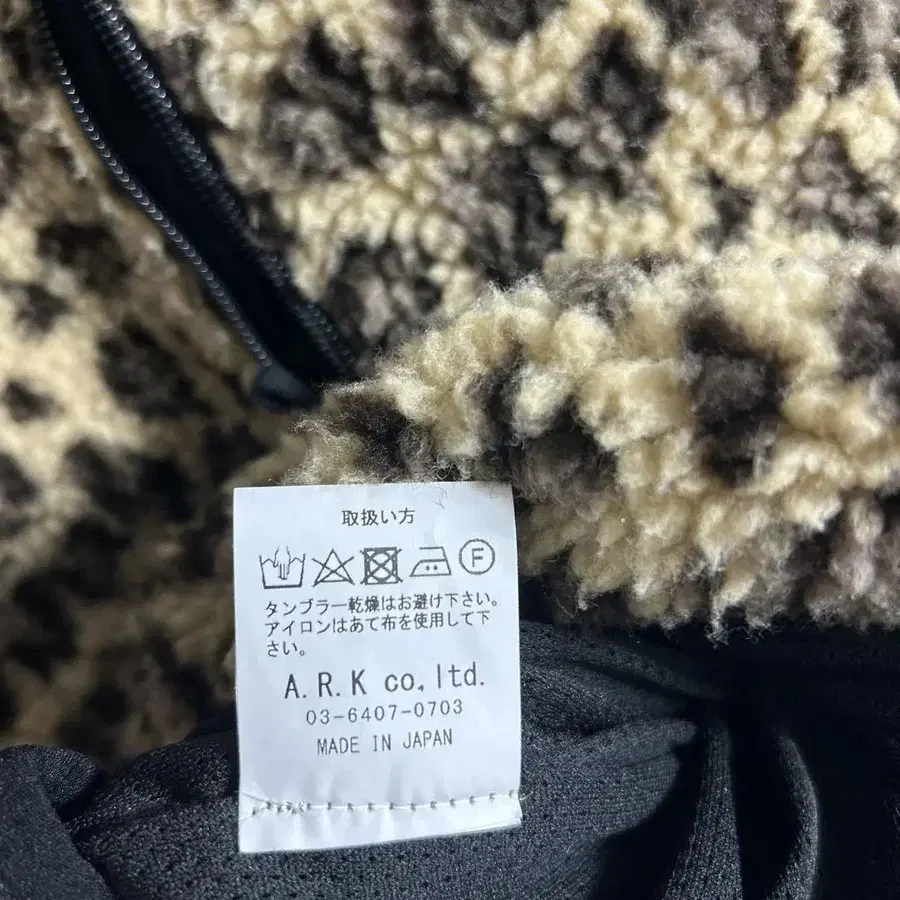 取扱い方
F
タンブラー乾燥はお避け下さい。
アイロンはあて布を使用して下
さい。
A.R.K co,ltd.
03-6407-0703
MADE IN JAPAN